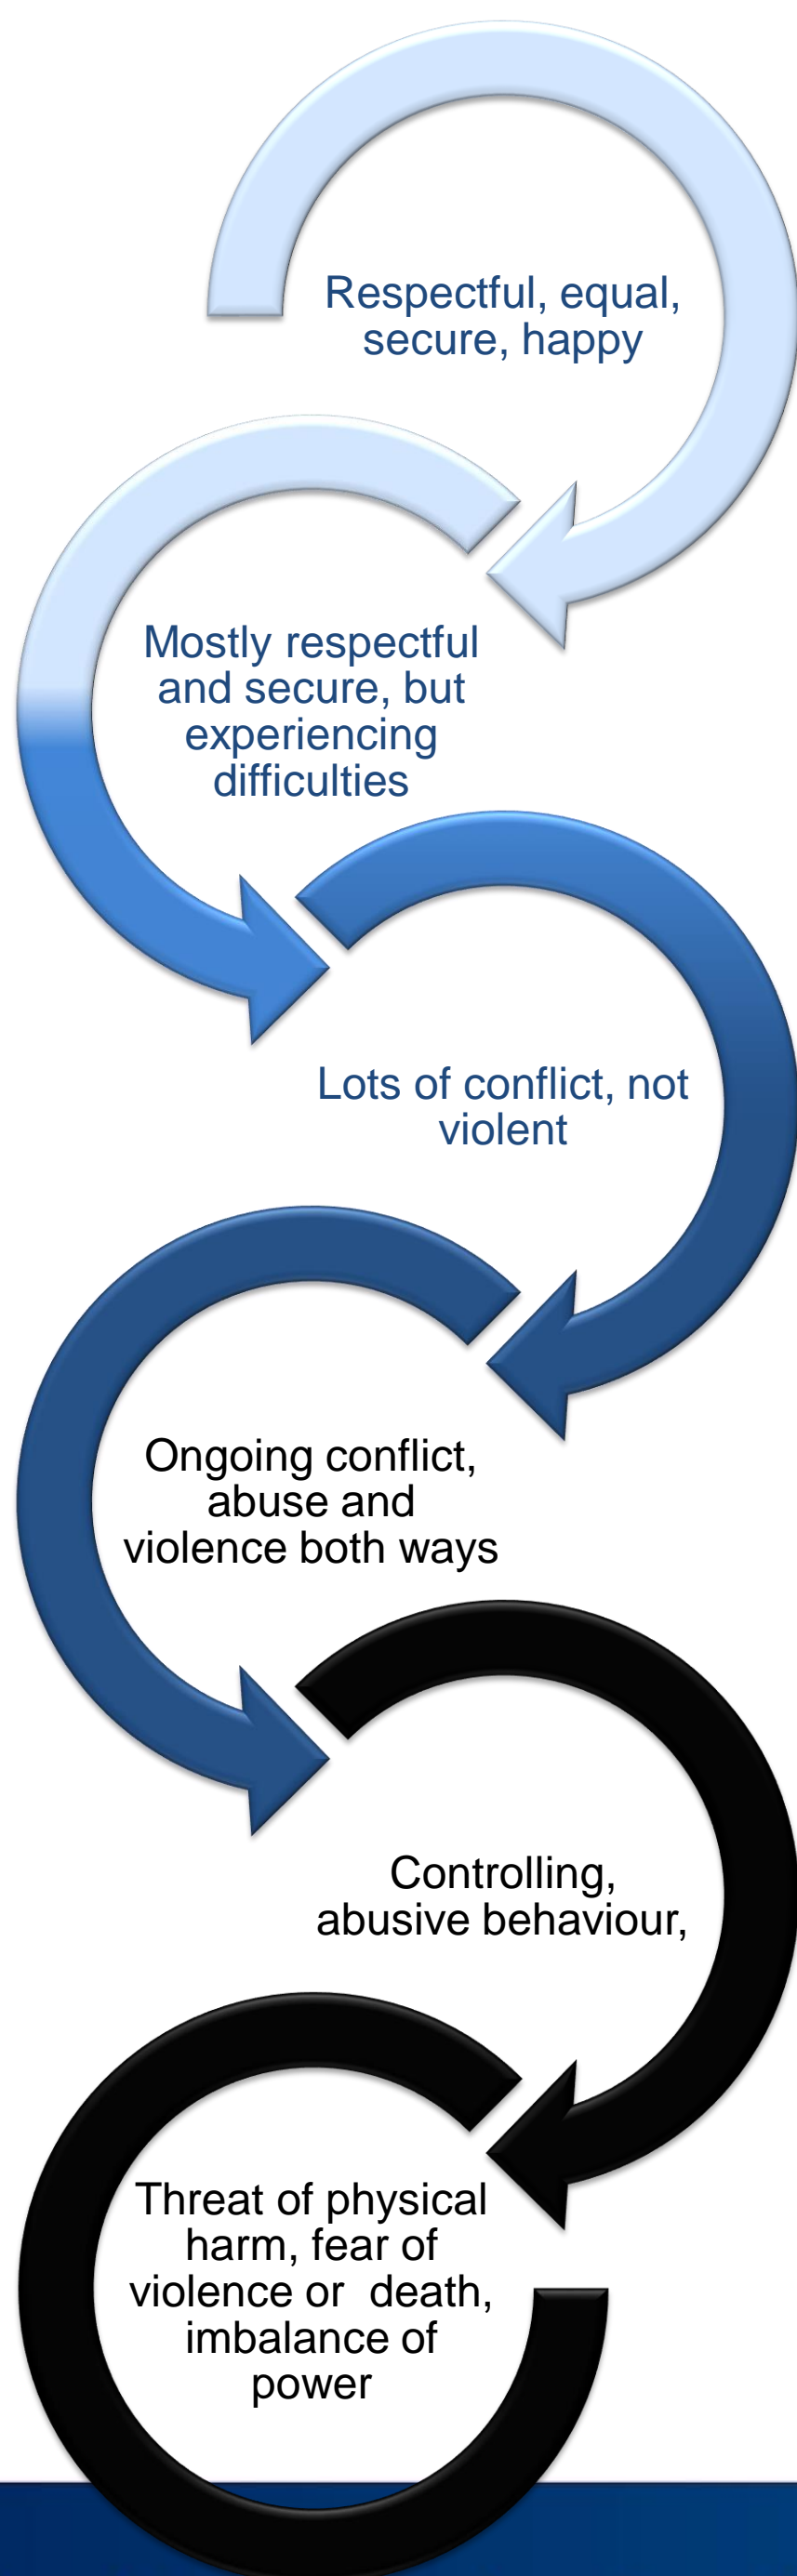 Respectful, equal,
secure, happy
Mostly respectful
and secure, but
experiencing
difficulties
Lots of conflict, not
violent
Ongoing conflict,
abuse and
violence both ways
Controlling,
abusive behaviour,
Threat of physical
harm, fear of
violence or  death,
imbalance of
power